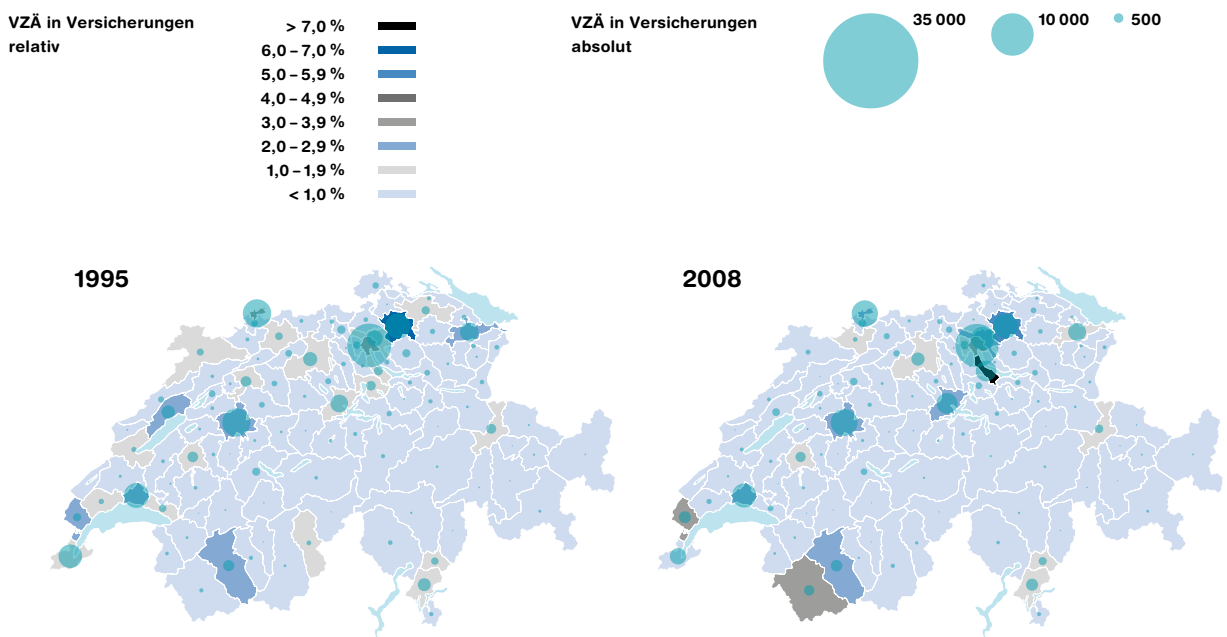 VZÄ in Versicherungen
relativ
> 7,0 %
6,0 – 7,0 %
5,0 – 5,9 %
4,0 – 4,9 %
3,0 – 3,9 %
2,0 – 2,9 %
1,0 – 1,9 %
< 1,0 %
VZÄ in Versicherungen
absolut
35 000
10 000
500
1995
2008